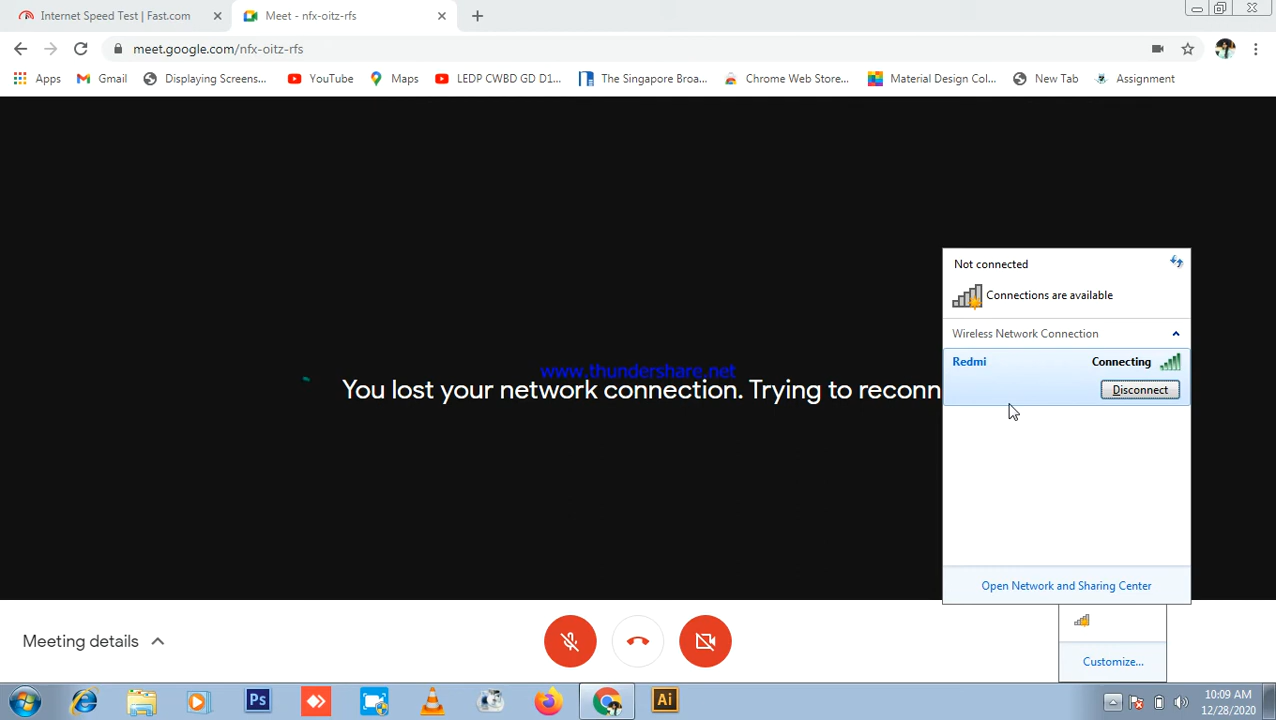 Internet Speed Test | Fast.com
Meet - nfx-oitz-rfs
meet.google.com/nfx-oitz-rfs
Apps
Gmail
Displaying Screens...
YouTube
Maps
LEDP CWBD GD D1...
The Singapore Broa...
Chrome Web Store...
Material Design Col...
New Tab
Assignment
Not connected
Connections are available
Wireless Network Connection
Redmi
Connecting
www.thundershare.net
You lost your network connection. Trying to reconn
Disconnect
Open Network and Sharing Center
Meeting details
Customize...
Ps
Ai
10:09 AM
12/28/2020